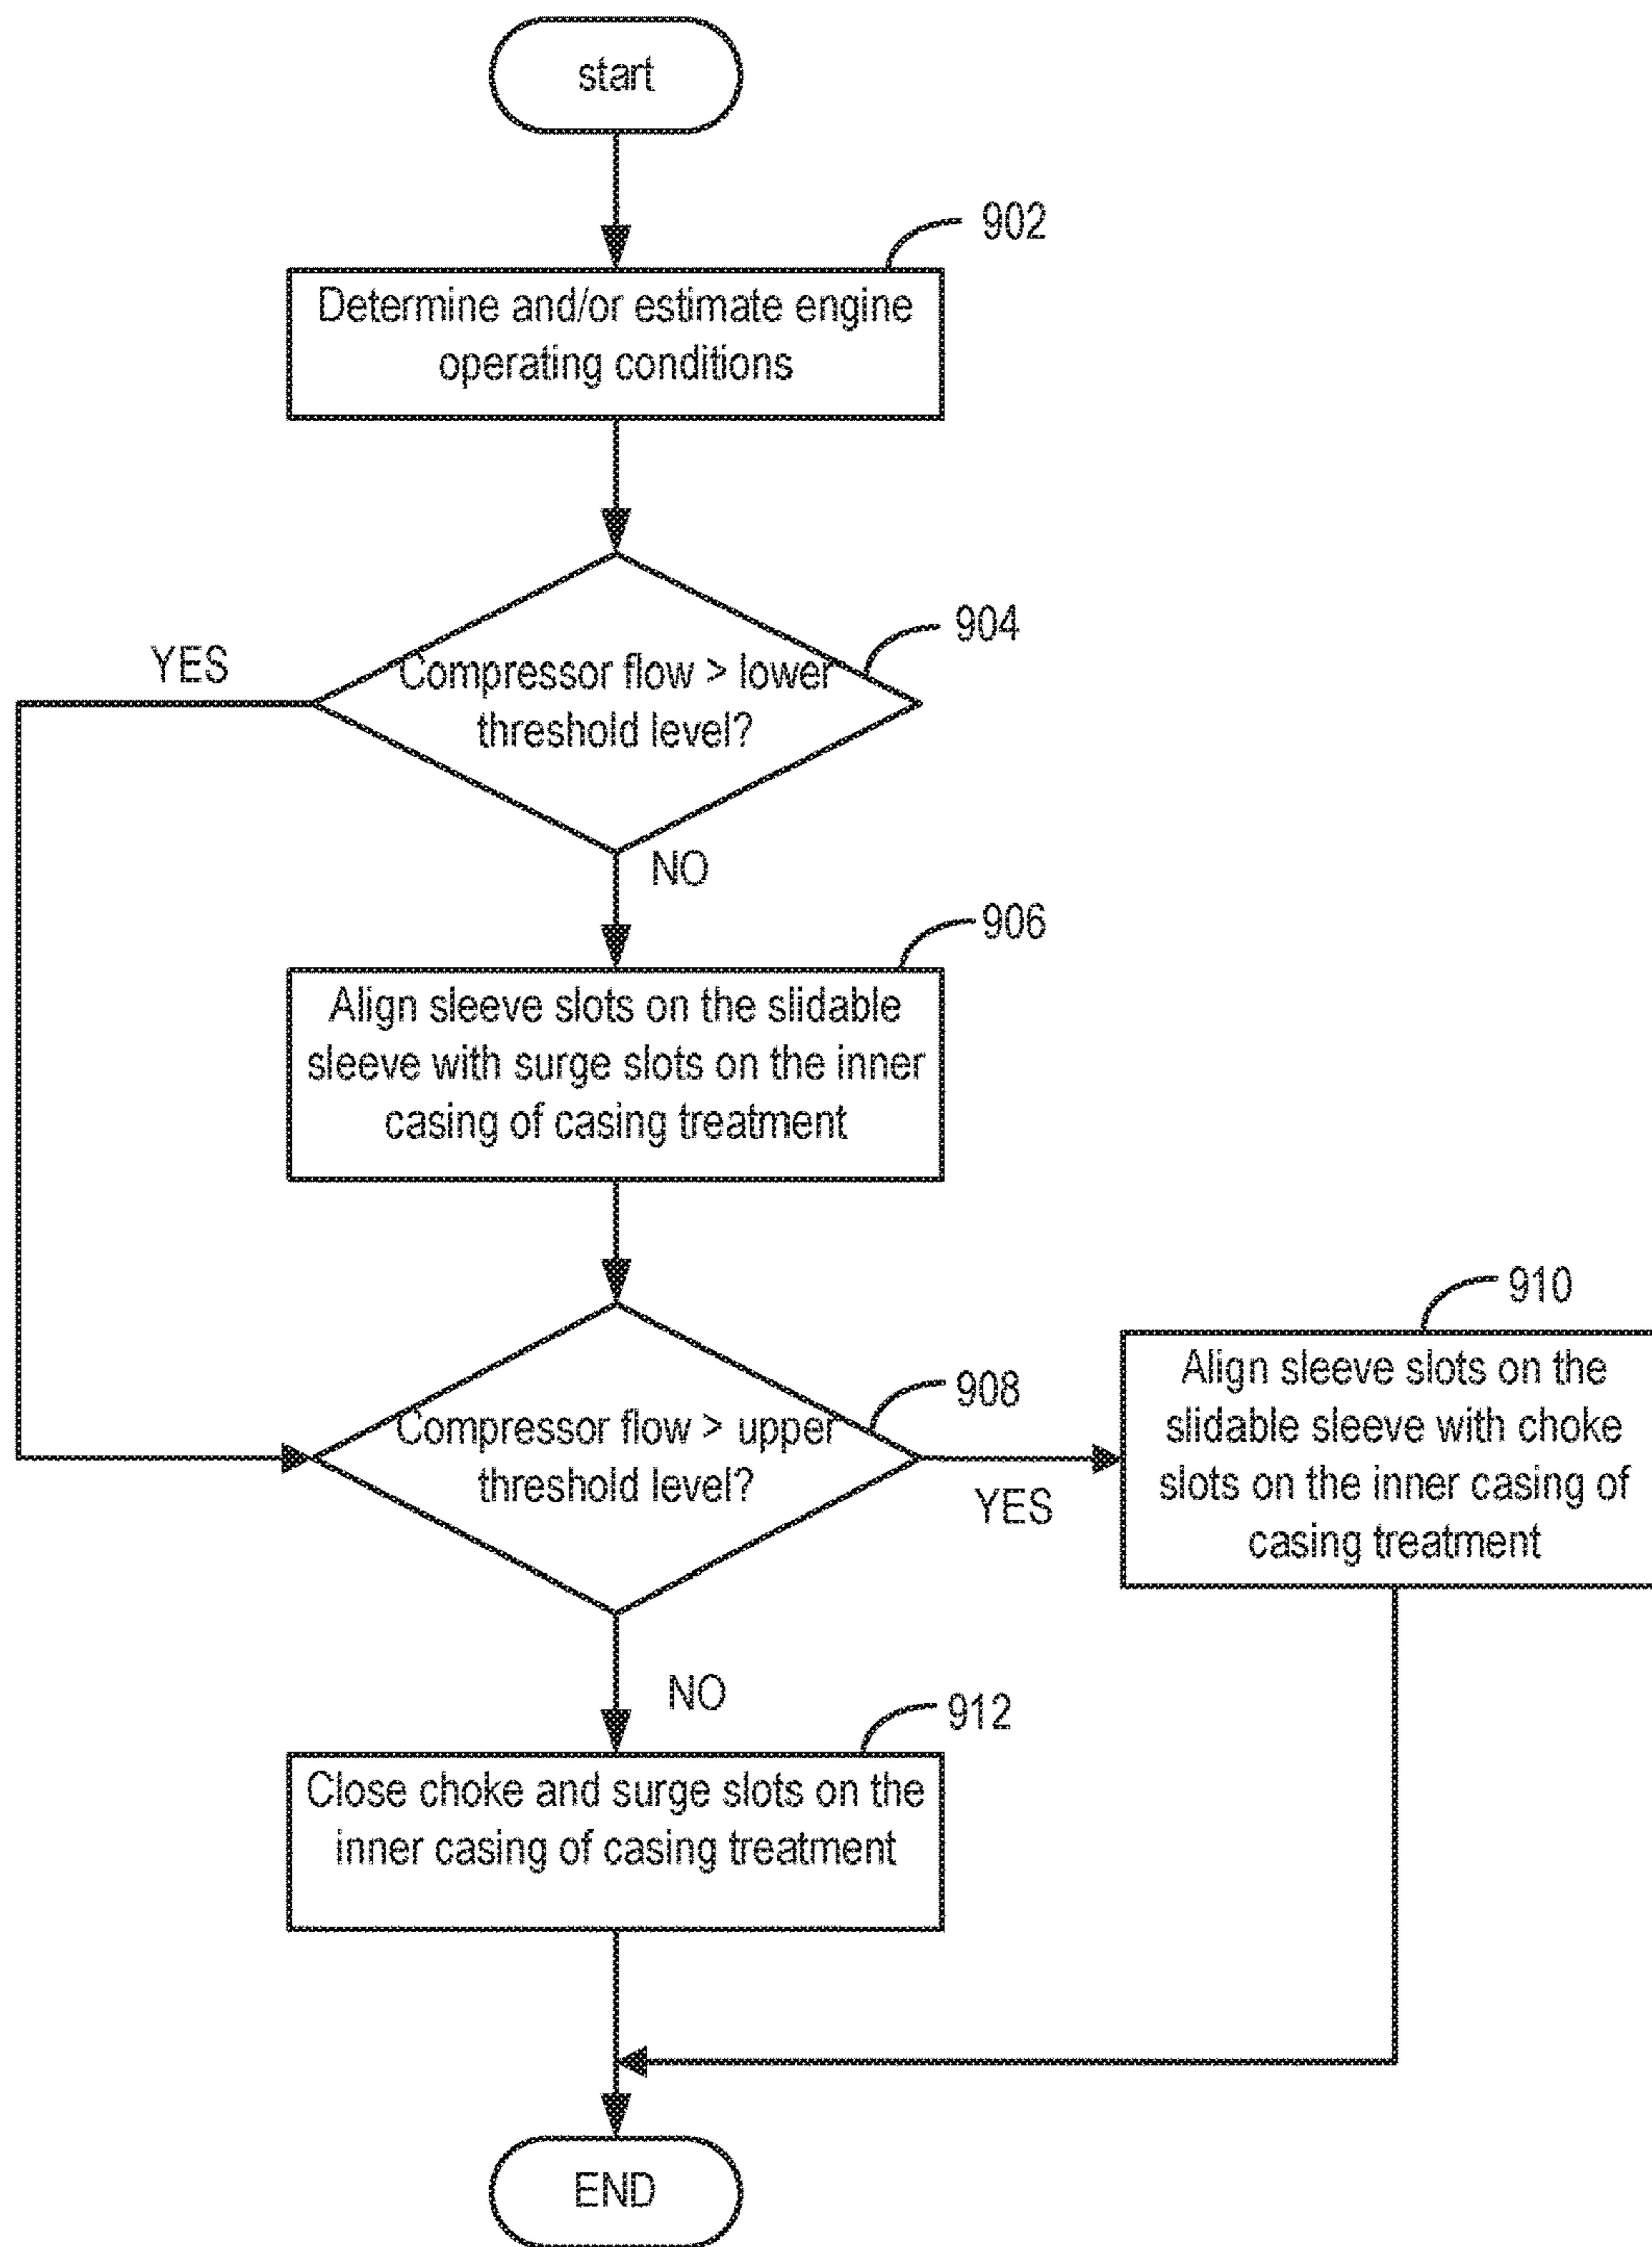 start
902
Determine and/or estimate engine
operating conditions
904
YES
Compressor flow > lower
threshold level?
NO
906
Align sleeve slots on the slidable
sleeve with surge slots on the inner
casing of casing treatment
908
Compressor flow > upper
threshold level?
YES
910
Align sleeve slots on the
slidable sleeve with choke
slots on the inner casing of
casing treatment
NO
912
Close choke and surge slots on the
inner casing of casing treatment
END